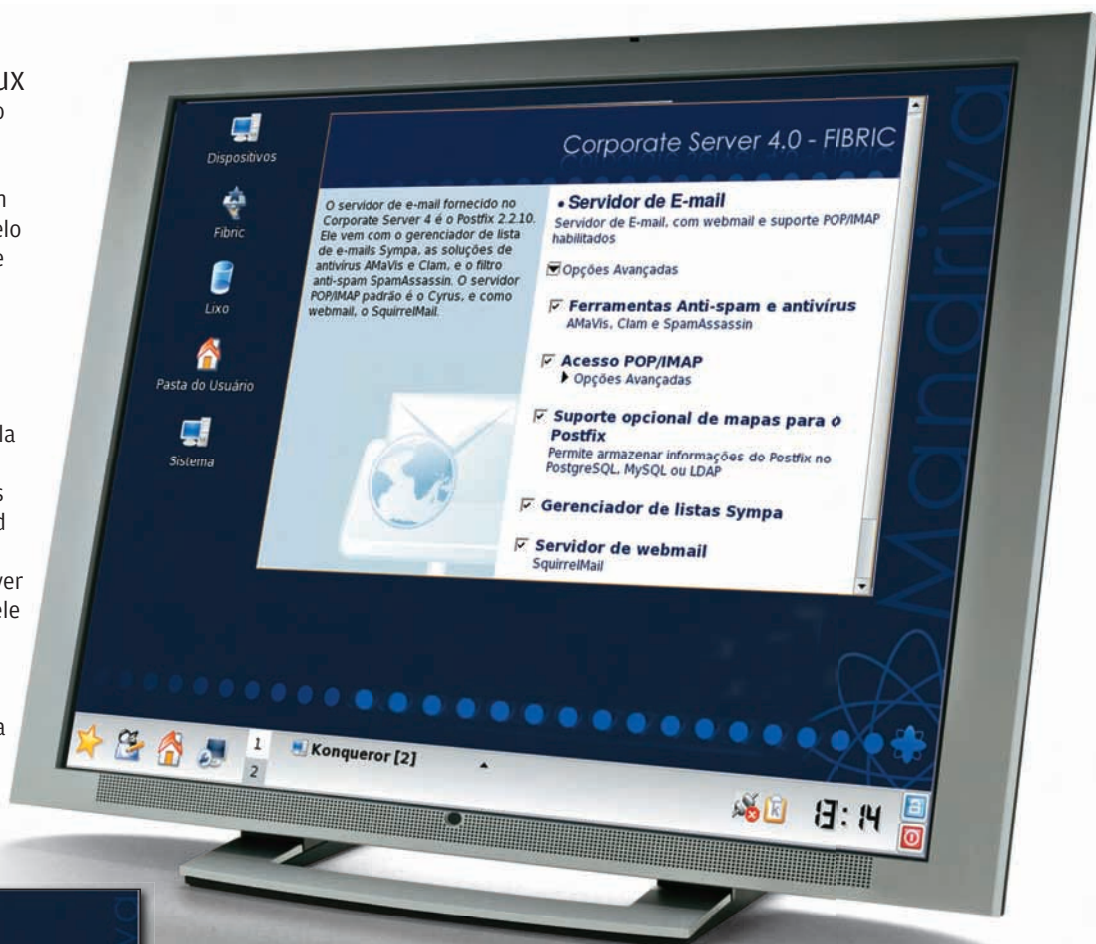 ux
o
m
elo
e
la
s
d
ver
ele
a
Dispositivos
Fibric
Lixo
Pasta do Usuário
Sistema
Corporate Server 4.0 - FIBRIC
O servidor de e-mail fornecido no
Corporate Server 4 é o Postfix 2.2.10.
Ele vem com o gerenciador de lista
de e-mails Sympa, as soluções de
antivírus AMaVis e Clam, e o filtro
anti-spam SpamAssassin. O servidor
POP/IMAP padrão é o Cyrus, e como
webmail, o SquirrelMail.
• Servidor de E-mail
Servidor de E-mail, com webmail e suporte POP/IMAP
habilitados
Opções Avançadas
Ferramentas Anti-spam e antivírus
AMaVis, Clam e SpamAssassin
Acesso POP/IMAP
Opções Avançadas
Suporte opcional de mapas para o
Postfix
Permite armazenar informações do Postfix no
PostgreSQL, MySQL ou LDAP
Gerenciador de listas Sympa
Servidor de webmail
SquirrelMail
Mandriva
1
2
Konqueror [2]
13:14